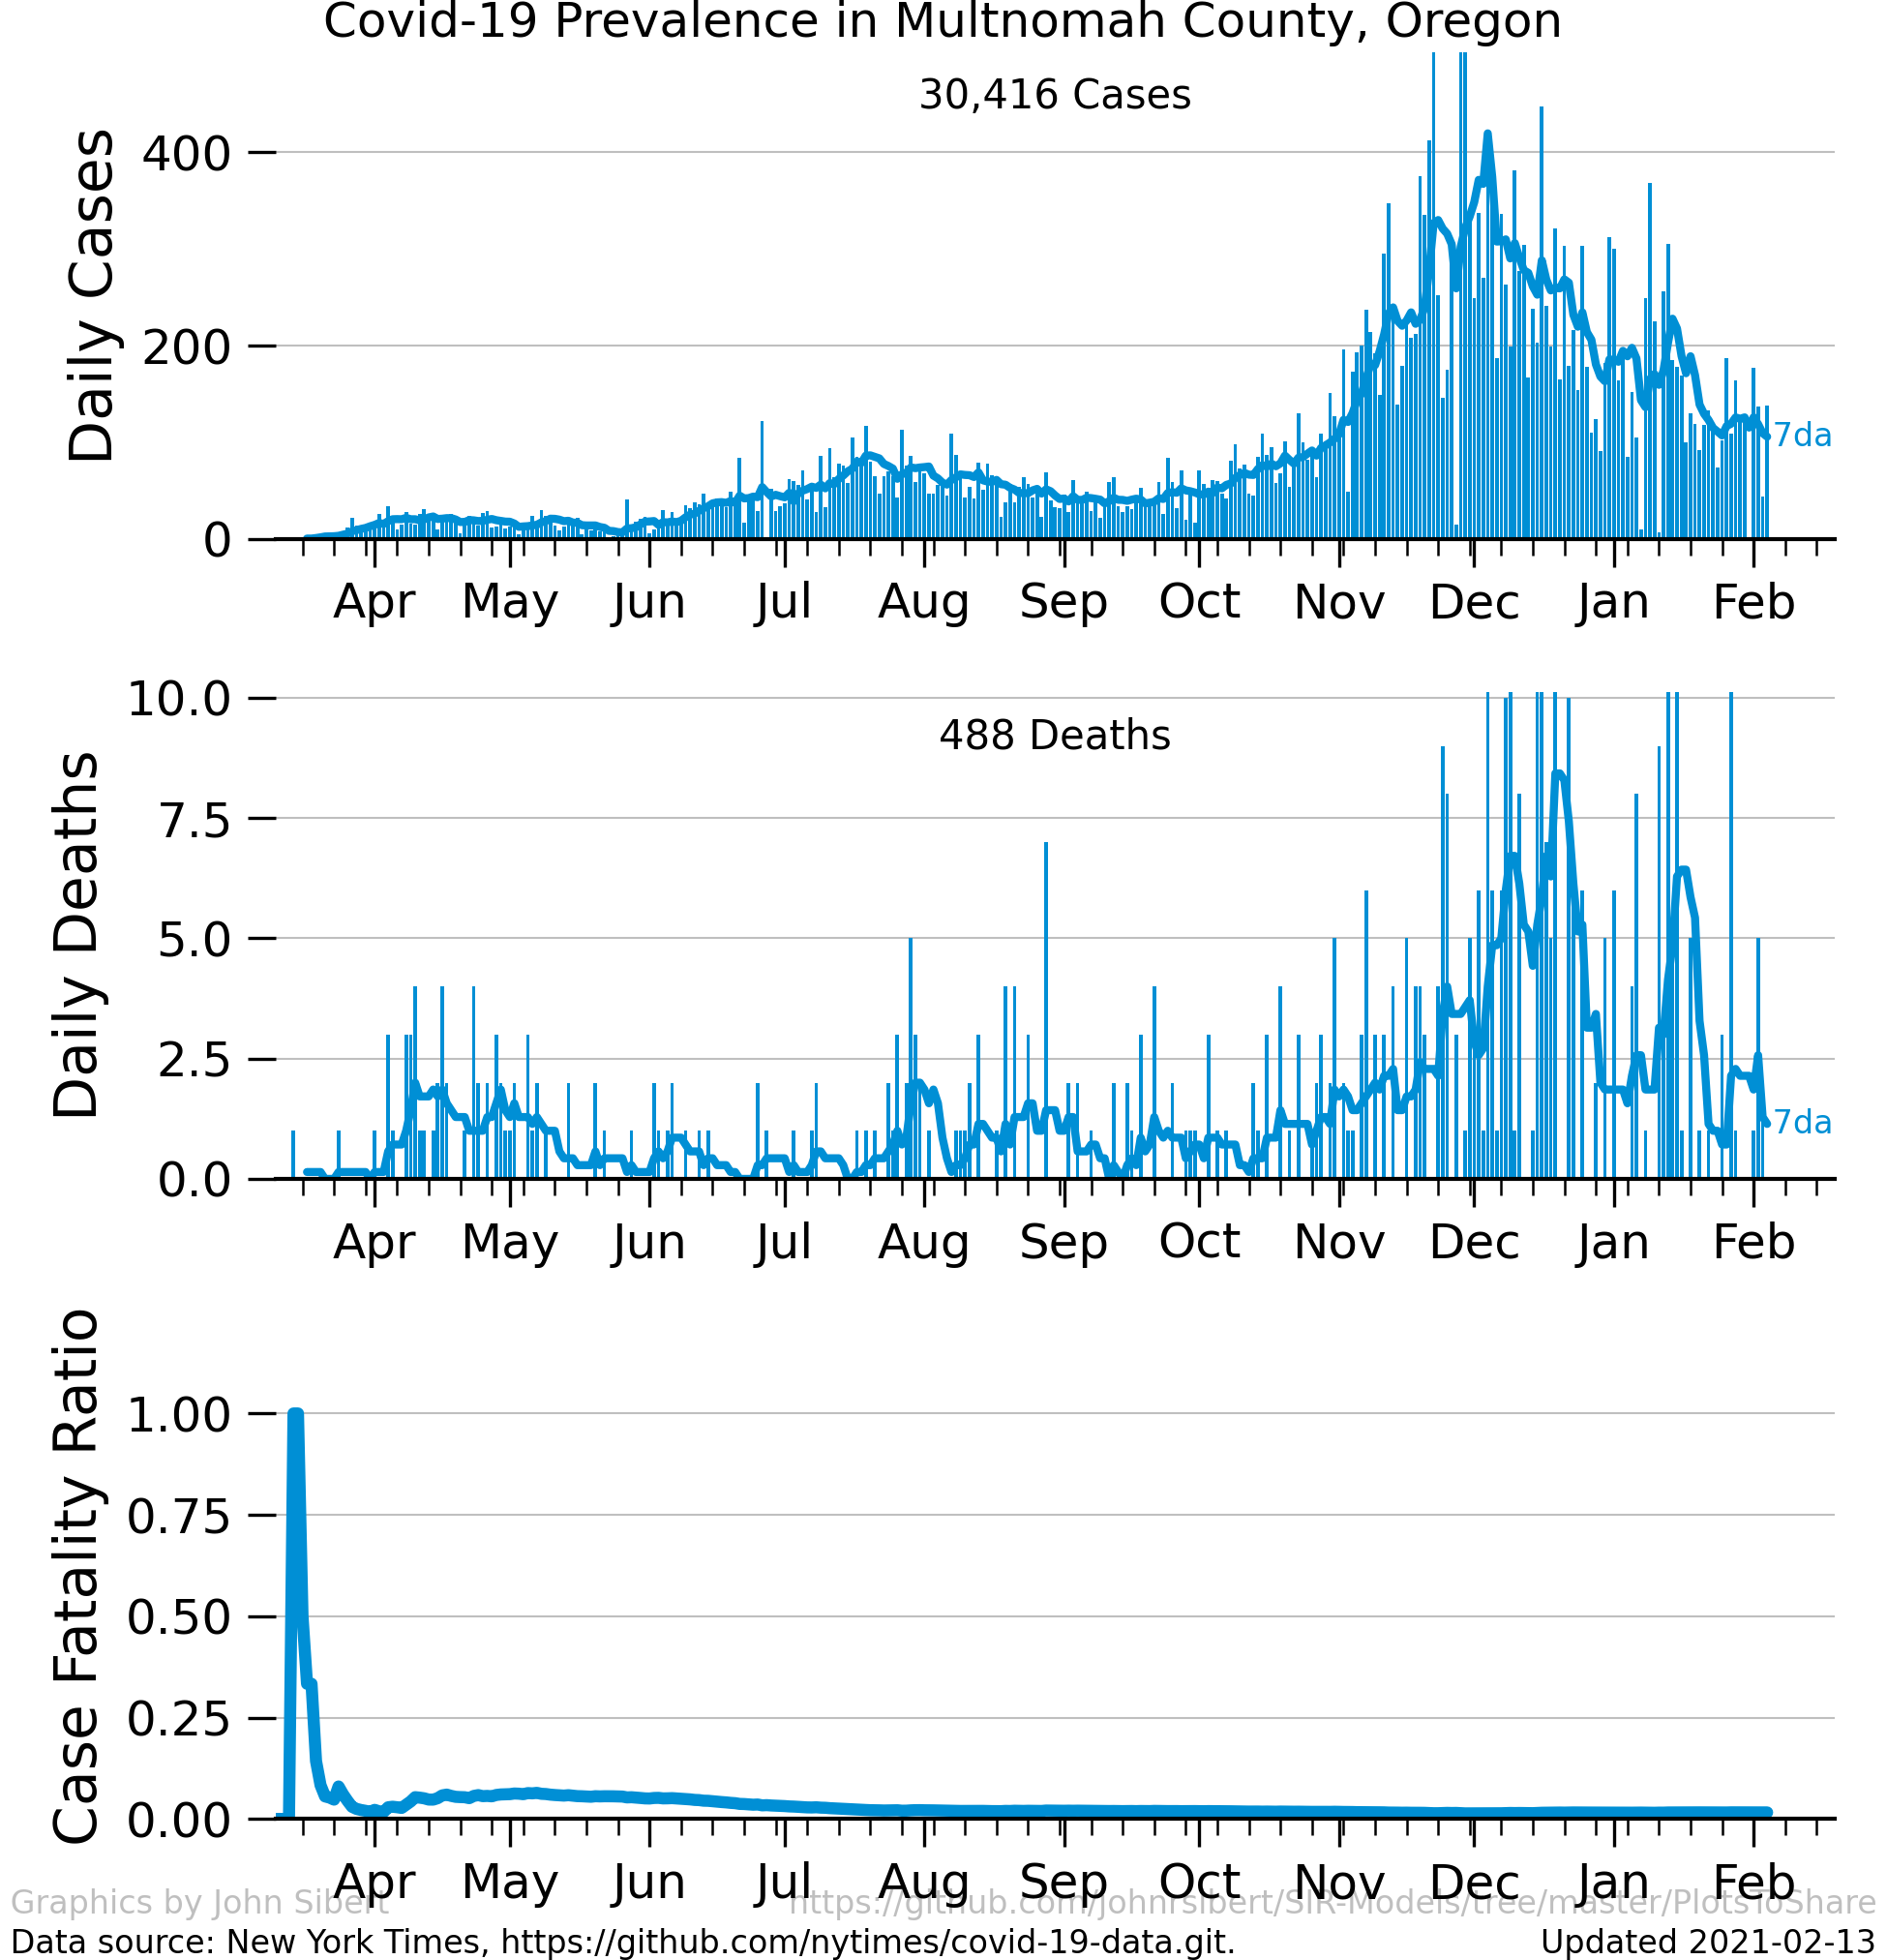 Covid-19 Prevalence in Multnomah County, Oregon
30,416 Cases
Daily Cases
400
200
0
7da
Apr May Jun Jul Aug Sep Oct Nov Dec Jan Feb
488 Deaths
Daily Deaths
10.0
7.5
5.0
2.5
0.0
7da
Apr May Jun Jul Aug Sep Oct Nov Dec Jan Feb
Case Fatality Ratio
1.00
0.75
0.50
0.25
0.00
Apr May Jun Jul Aug Sep Oct Nov Dec Jan Feb
Graphics by John Sibert https://github.com/johnrsibert/SIR-Models/tree/master/PlotsToShare
Data source: New York Times, https://github.com/nytimes/covid-19-data.git. Updated 2021-02-13